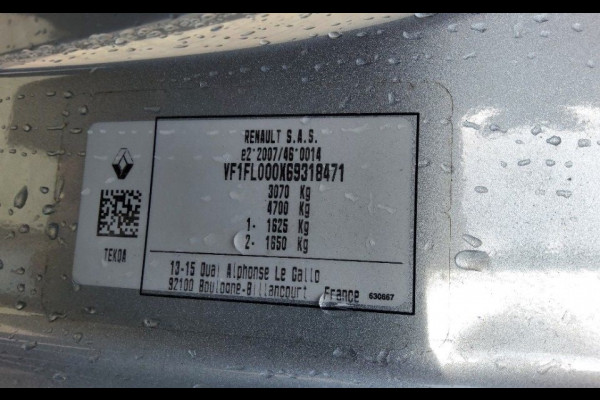 RENAULT S.A.S.
e2*2007/46*0014
VF1FL000X69318471
3070 Kg
4700 Kg
1- 1625 Kg
2- 1650 Kg
TEKDA
13-15 Quai Alphonse Le Gallo
92100 Boulogne-Billancourt France
630667